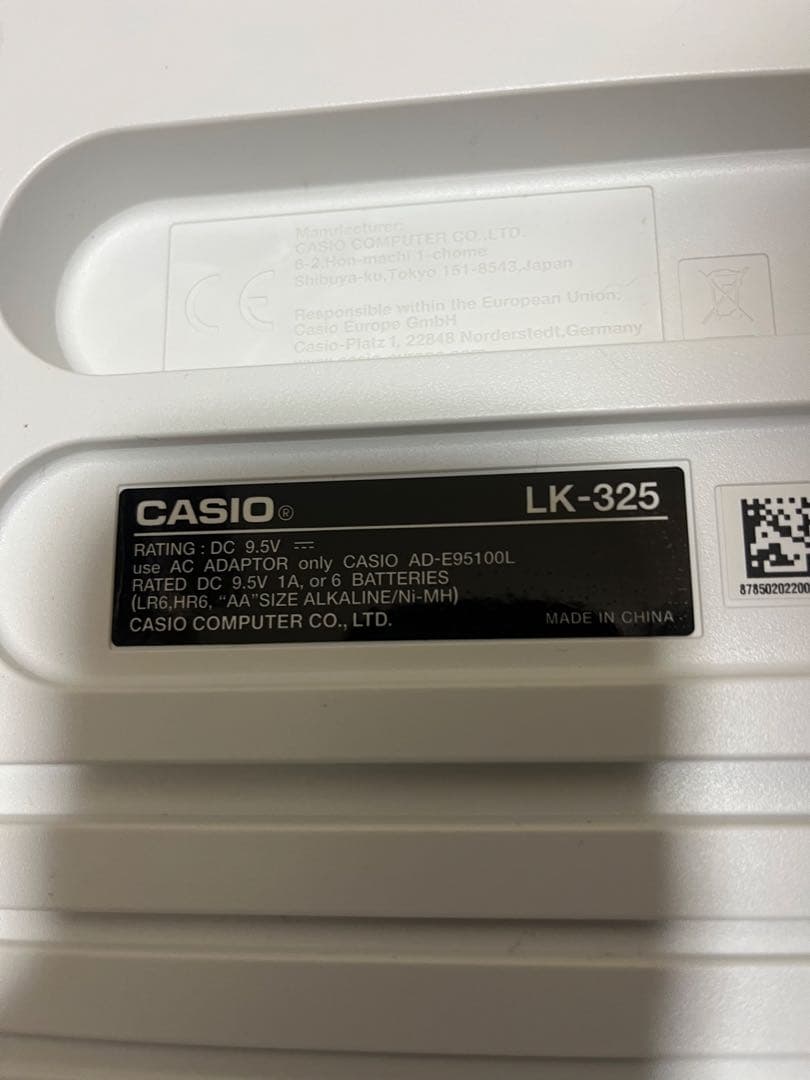 Manufacturer:
CASIO COMPUTER CO.,LTD.
6-2,Hon-machi 1-chome
Shibuya-ku,Tokyo 151-8543,Japan
CE
Responsible within the European Union:
Casio Europe GmbH
Casio-Platz 1, 22848 Norderstedt,Germany
CASIO® LK-325
RATING : DC 9.5V ⎓
use AC ADAPTOR only CASIO AD-E95100L
RATED DC 9.5V 1A, or 6 BATTERIES
(LR6,HR6, “AA”SIZE ALKALINE/Ni-MH)
CASIO COMPUTER CO., LTD. MADE IN CHINA
87850202200